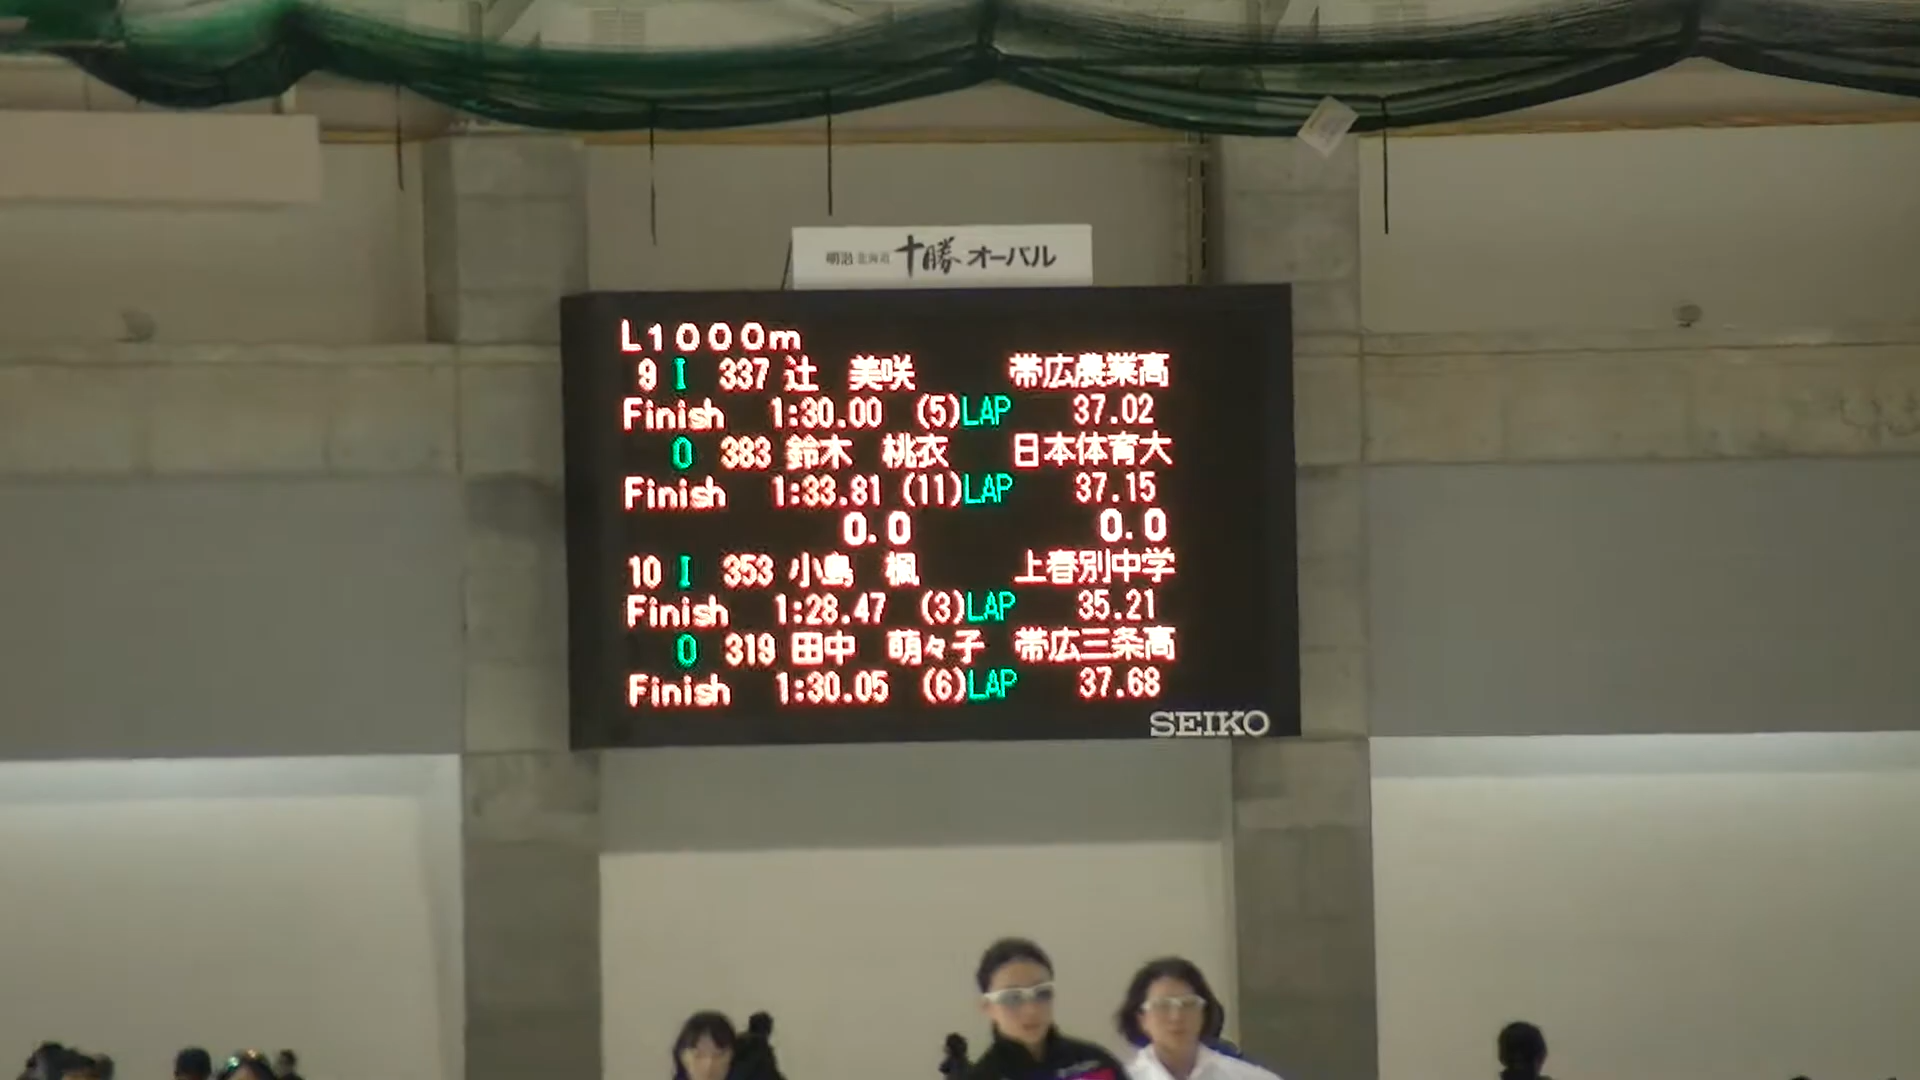 明治 北海道 十勝オーバル
L1000m
9 I 337 辻 美咲 帯広農業高
Finish 1:30.00 (5)LAP 37.02
O 383 鈴木 桃衣 日本体育大
Finish 1:33.81 (11)LAP 37.15
0.0 0.0
10 I 353 小島 楓 上春別中学
Finish 1:28.47 (3)LAP 35.21
O 319 田中 萌々子 帯広三条高
Finish 1:30.05 (6)LAP 37.68
SEIKO